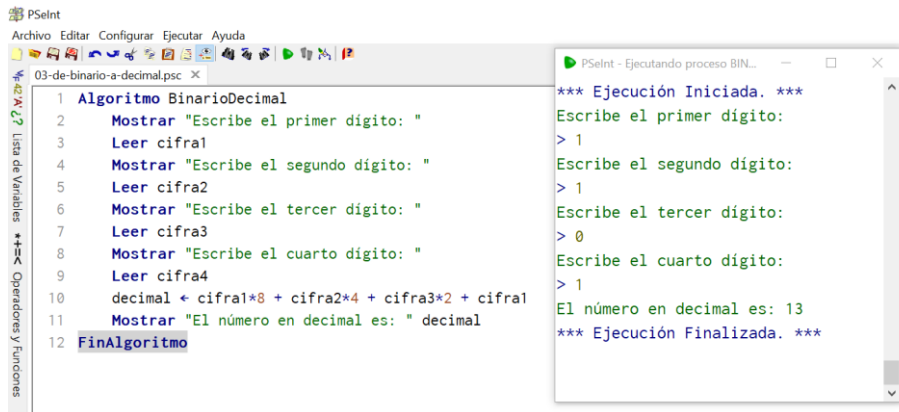 PSeInt
Archivo Editar Configurar Ejecutar Ayuda
03-de-binario-a-decimal.psc ×
1 Algoritmo BinarioDecimal
2 Mostrar "Escribe el primer dígito: "
3 Leer cifra1
4 Mostrar "Escribe el segundo dígito: "
5 Leer cifra2
6 Mostrar "Escribe el tercer dígito: "
7 Leer cifra3
8 Mostrar "Escribe el cuarto dígito: "
9 Leer cifra4
10 decimal ← cifra1*8 + cifra2*4 + cifra3*2 + cifra1
11 Mostrar "El número en decimal es: " decimal
12 FinAlgoritmo
Lista de Variables
*+=< Operadores y Funciones
PSeInt - Ejecutando proceso BIN...
*** Ejecución Iniciada. ***
Escribe el primer dígito:
> 1
Escribe el segundo dígito:
> 1
Escribe el tercer dígito:
> 0
Escribe el cuarto dígito:
> 1
El número en decimal es: 13
*** Ejecución Finalizada. ***